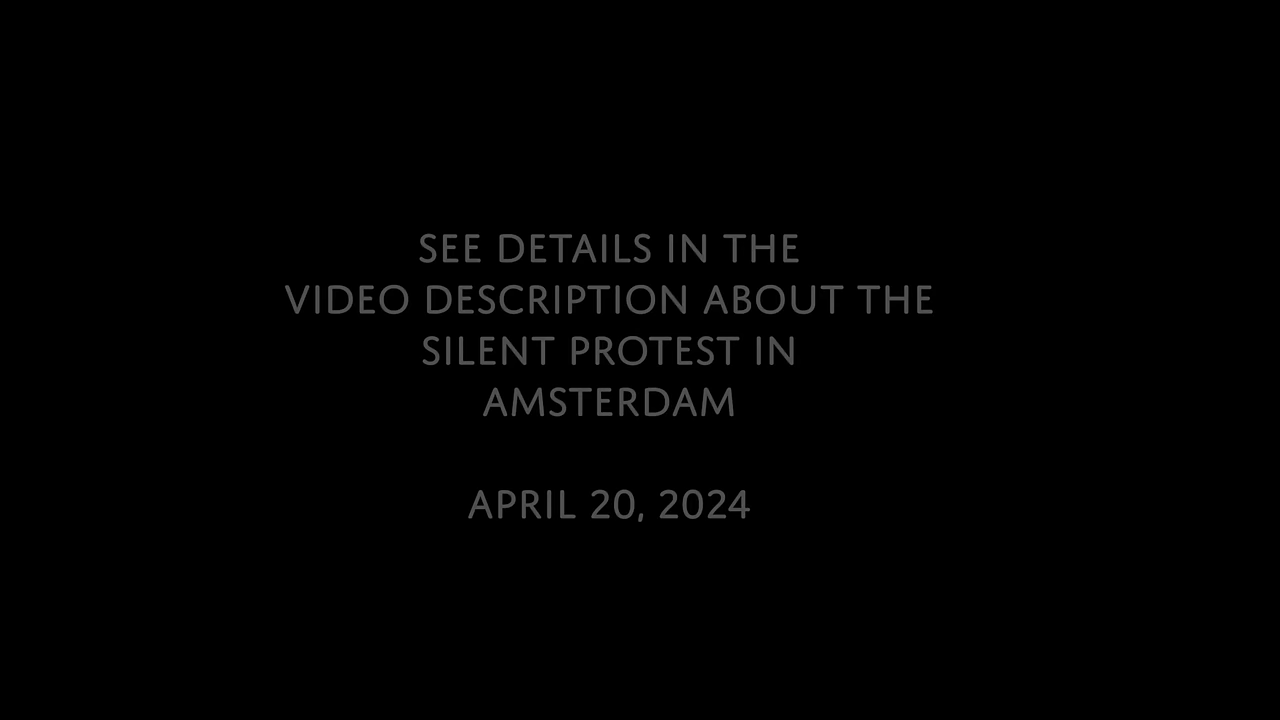 SEE DETAILS IN THE
VIDEO DESCRIPTION ABOUT THE
SILENT PROTEST IN
AMSTERDAM
APRIL 20, 2024